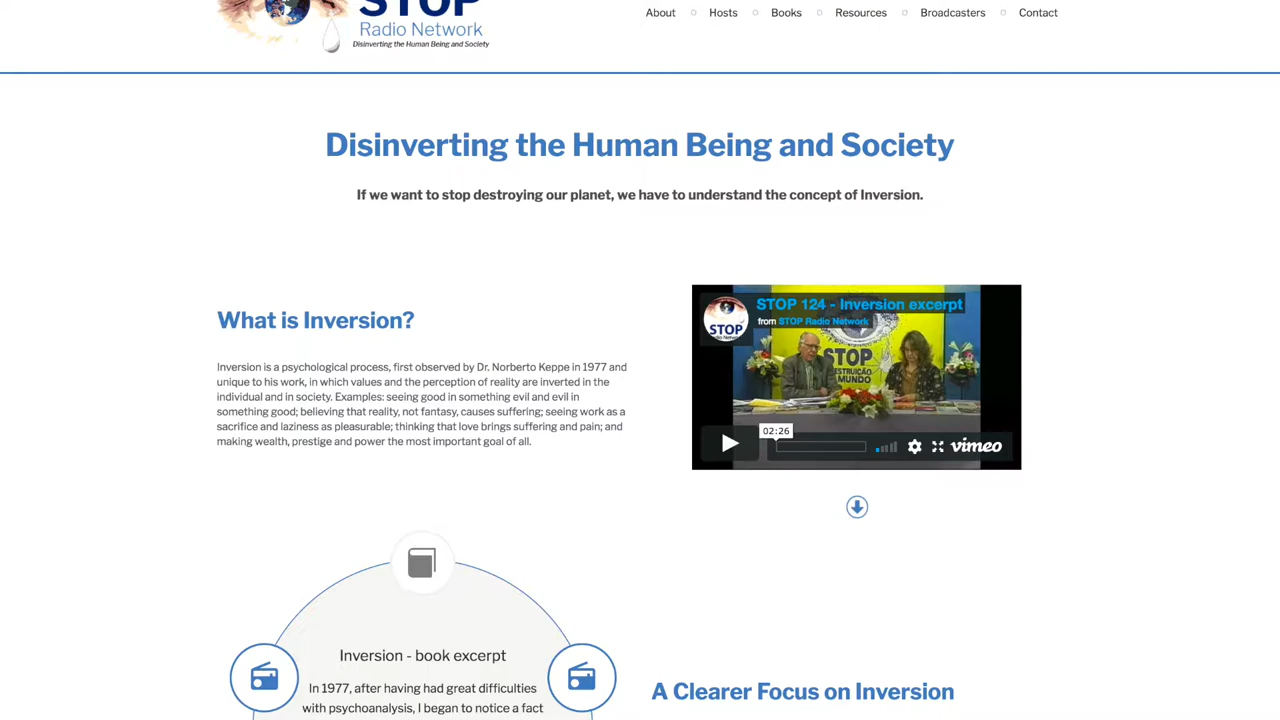 STOP
Radio Network
Disinverting the Human Being and Society
About
Hosts
Books
Resources
Broadcasters
Contact
Disinverting the Human Being and Society
If we want to stop destroying our planet, we have to understand the concept of Inversion.
What is Inversion?
Inversion is a psychological process, first observed by Dr. Norberto Keppe in 1977 and
unique to his work, in which values and the perception of reality are inverted in the
individual and in society. Examples: seeing good in something evil and evil in
something good; believing that reality, not fantasy, causes suffering; seeing work as a
sacrifice and laziness as pleasurable; thinking that love brings suffering and pain; and
making wealth, prestige and power the most important goal of all.
STOP 124 - Inversion excerpt
from STOP Radio Network
STOP
STOP
DESTRUIÇÃO
MUNDO
02:26
vimeo
Inversion - book excerpt
In 1977, after having had great difficulties
with psychoanalysis, I began to notice a fact
A Clearer Focus on Inversion